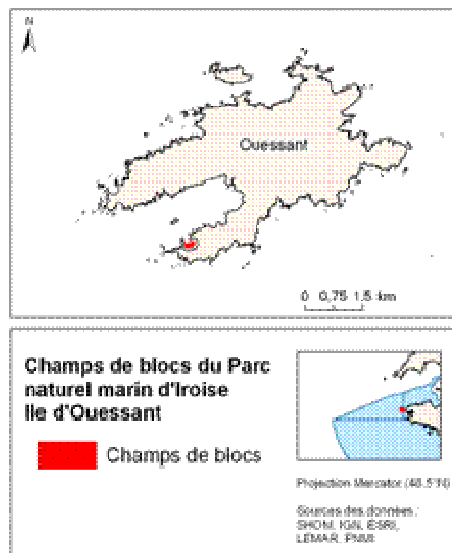 N
Ouessant
0 0,75 1,5 km
Champs de blocs du Parc
naturel marin d'Iroise
Ile d'Ouessant
Champs de blocs
Projection Mercator (48.5°N)
Sources des données :
SHOM, IGN, ESRI,
LEMAR, PNMI